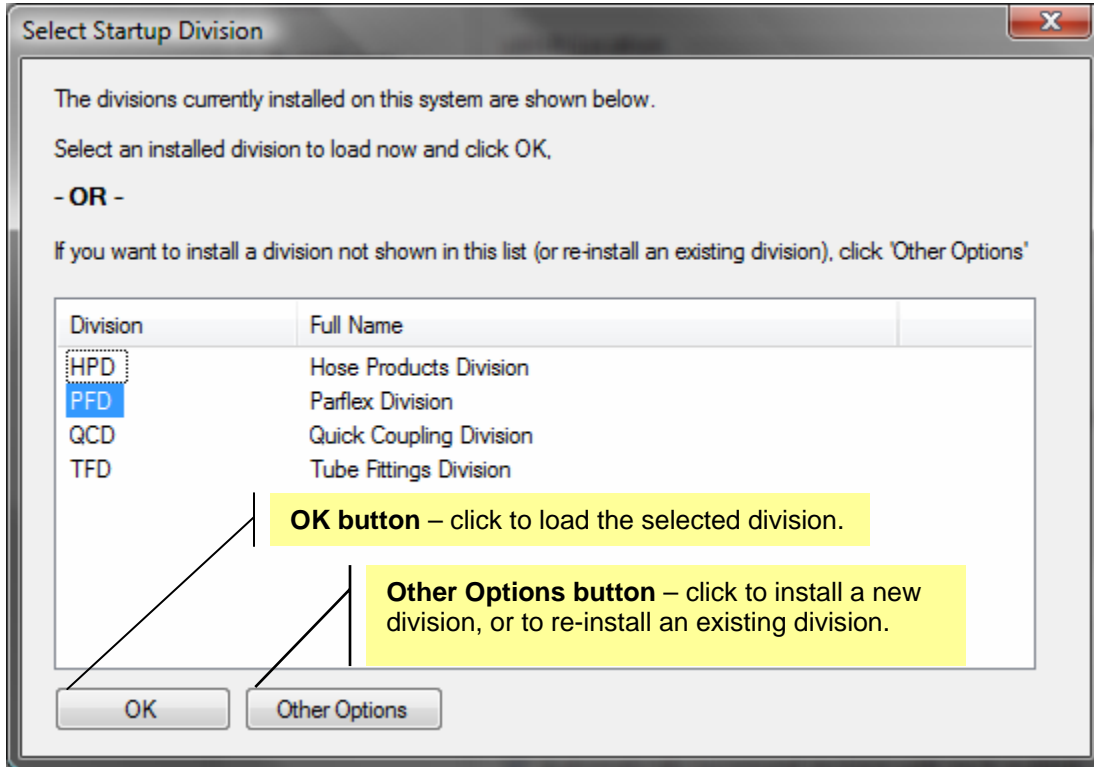 Select Startup Division
X
The divisions currently installed on this system are shown below.
Select an installed division to load now and click OK,
- OR -
If you want to install a division not shown in this list (or re-install an existing division), click 'Other Options'
Division Full Name
HPD Hose Products Division
PFD Parflex Division
QCD Quick Coupling Division
TFD Tube Fittings Division
OK button – click to load the selected division.
Other Options button – click to install a new
division, or to re-install an existing division.
OK Other Options